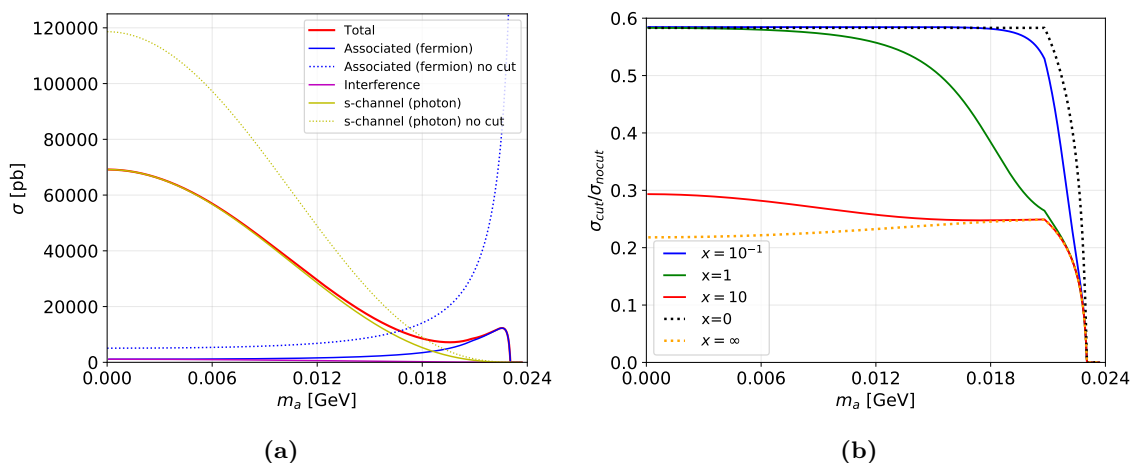 120000
100000
80000
60000
40000
20000
0
σ [pb]
0.000
0.006
0.012
0.018
0.024
m_a [GeV]
Total
Associated (fermion)
Associated (fermion) no cut
Interference
s-channel (photon)
s-channel (photon) no cut
(a)
0.6
0.5
0.4
0.3
0.2
0.1
0.0
σ_cut/σ_nocut
0.000
0.006
0.012
0.018
0.024
m_a [GeV]
x = 10⁻¹
x=1
x = 10
x=0
x = ∞
(b)